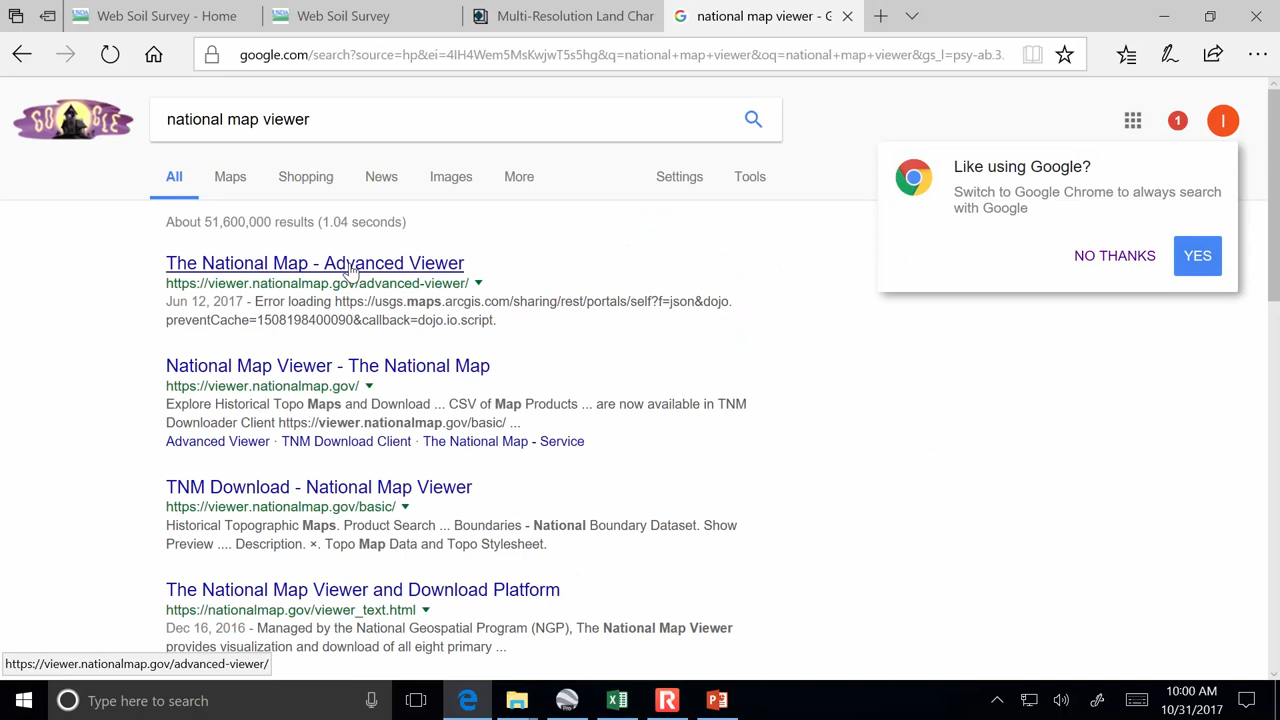 Web Soil Survey - Home
Web Soil Survey
Multi-Resolution Land Char
national map viewer - G
google.com/search?source=hp&ei=4IH4Wem5MsKwjwT5s5hg&q=national+map+viewer&oq=national+map+viewer&gs_l=psy-ab.3.
GOOGLE
national map viewer
1
I
All
Maps
Shopping
News
Images
More
Settings
Tools
Like using Google?
Switch to Google Chrome to always search
with Google
NO THANKS
YES
About 51,600,000 results (1.04 seconds)
The National Map - Advanced Viewer
https://viewer.nationalmap.gov/advanced-viewer/
Jun 12, 2017 - Error loading https://usgs.maps.arcgis.com/sharing/rest/portals/self?f=json&dojo.
preventCache=1508198400090&callback=dojo.io.script.
National Map Viewer - The National Map
https://viewer.nationalmap.gov/
Explore Historical Topo Maps and Download ... CSV of Map Products ... are now available in TNM
Downloader Client https://viewer.nationalmap.gov/basic/ ...
Advanced Viewer · TNM Download Client · The National Map - Service
TNM Download - National Map Viewer
https://viewer.nationalmap.gov/basic/
Historical Topographic Maps. Product Search ... Boundaries - National Boundary Dataset. Show
Preview .... Description. ×. Topo Map Data and Topo Stylesheet.
The National Map Viewer and Download Platform
https://nationalmap.gov/viewer_text.html
Dec 16, 2016 - Managed by the National Geospatial Program (NGP), The National Map Viewer
provides visualization and download of all eight primary ...
https://viewer.nationalmap.gov/advanced-viewer/
Type here to search
10:00 AM
10/31/2017